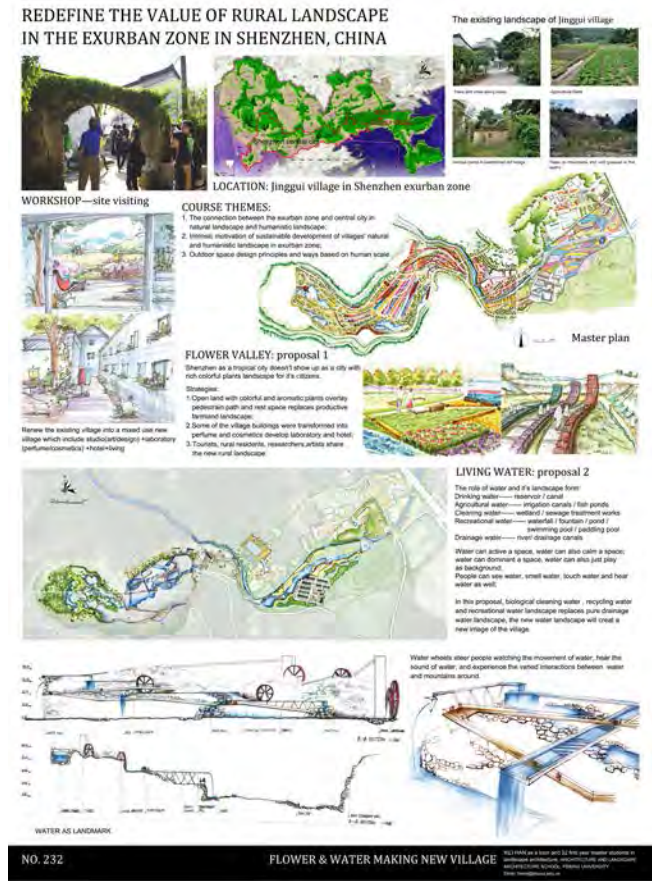 REDEFINE THE VALUE OF RURAL LANDSCAPE
IN THE EXURBAN ZONE IN SHENZHEN, CHINA
The existing landscape of Jinggui village
Agricultural fields
WORKSHOP—site visiting
LOCATION: Jinggui village in Shenzhen exurban zone
COURSE THEMES:
1. The connection between the exurban zone and central city in
natural landscape and humanistic landscape;
2. Intrinsic motivation of sustainable development of villages' natural
and humanistic landscape in exurban zone;
3. Outdoor space design principles and ways based on human scale
Master plan
FLOWER VALLEY: proposal 1
Shenzhen as a tropical city doesn't show up as a city with
rich colorful plants landscape for it's citizens.
Strategies:
1. Open land with colorful and aromatic plants overlay
pedestrain path and rest space replaces productive
farmland landscape;
2. Some of the village buildings were transformed into
perfume and cosmetics develop laboratory and hotel;
3. Tourists, rural residents, researchers,artists share
the new rural landscape.
Renew the existing village into a mixed use new
village which include studio(art/design) +laboratory
(perfume/cosmetics) +hotel+living
LIVING WATER: proposal 2
The role of water and it's landscape form:
Drinking water—— reservoir / canal
Agricultural water—— irrigation canals / fish ponds
Cleaning water—— wetland / sewage treatment works
Recreational water—— waterfall / fountain / pond /
swimming pool / paddling pool
Drainage water—— river/ drainage canals
Water can active a space, water can also calm a space;
water can dominant a space, water can also just play
as background.
People can see water, smell water, touch water and hear
water as well.
In this proposal, biological cleaning water , recycling water
and recreational water landscape replaces pure drainage
water landscape, the new water landscape will creat a
new image of the village.
Water wheels steer people watching the movement of water, hear the
sound of water, and experience the varied interactions between water
and mountains around.
WATER AS LANDMARK
NO. 232
FLOWER & WATER MAKING NEW VILLAGE